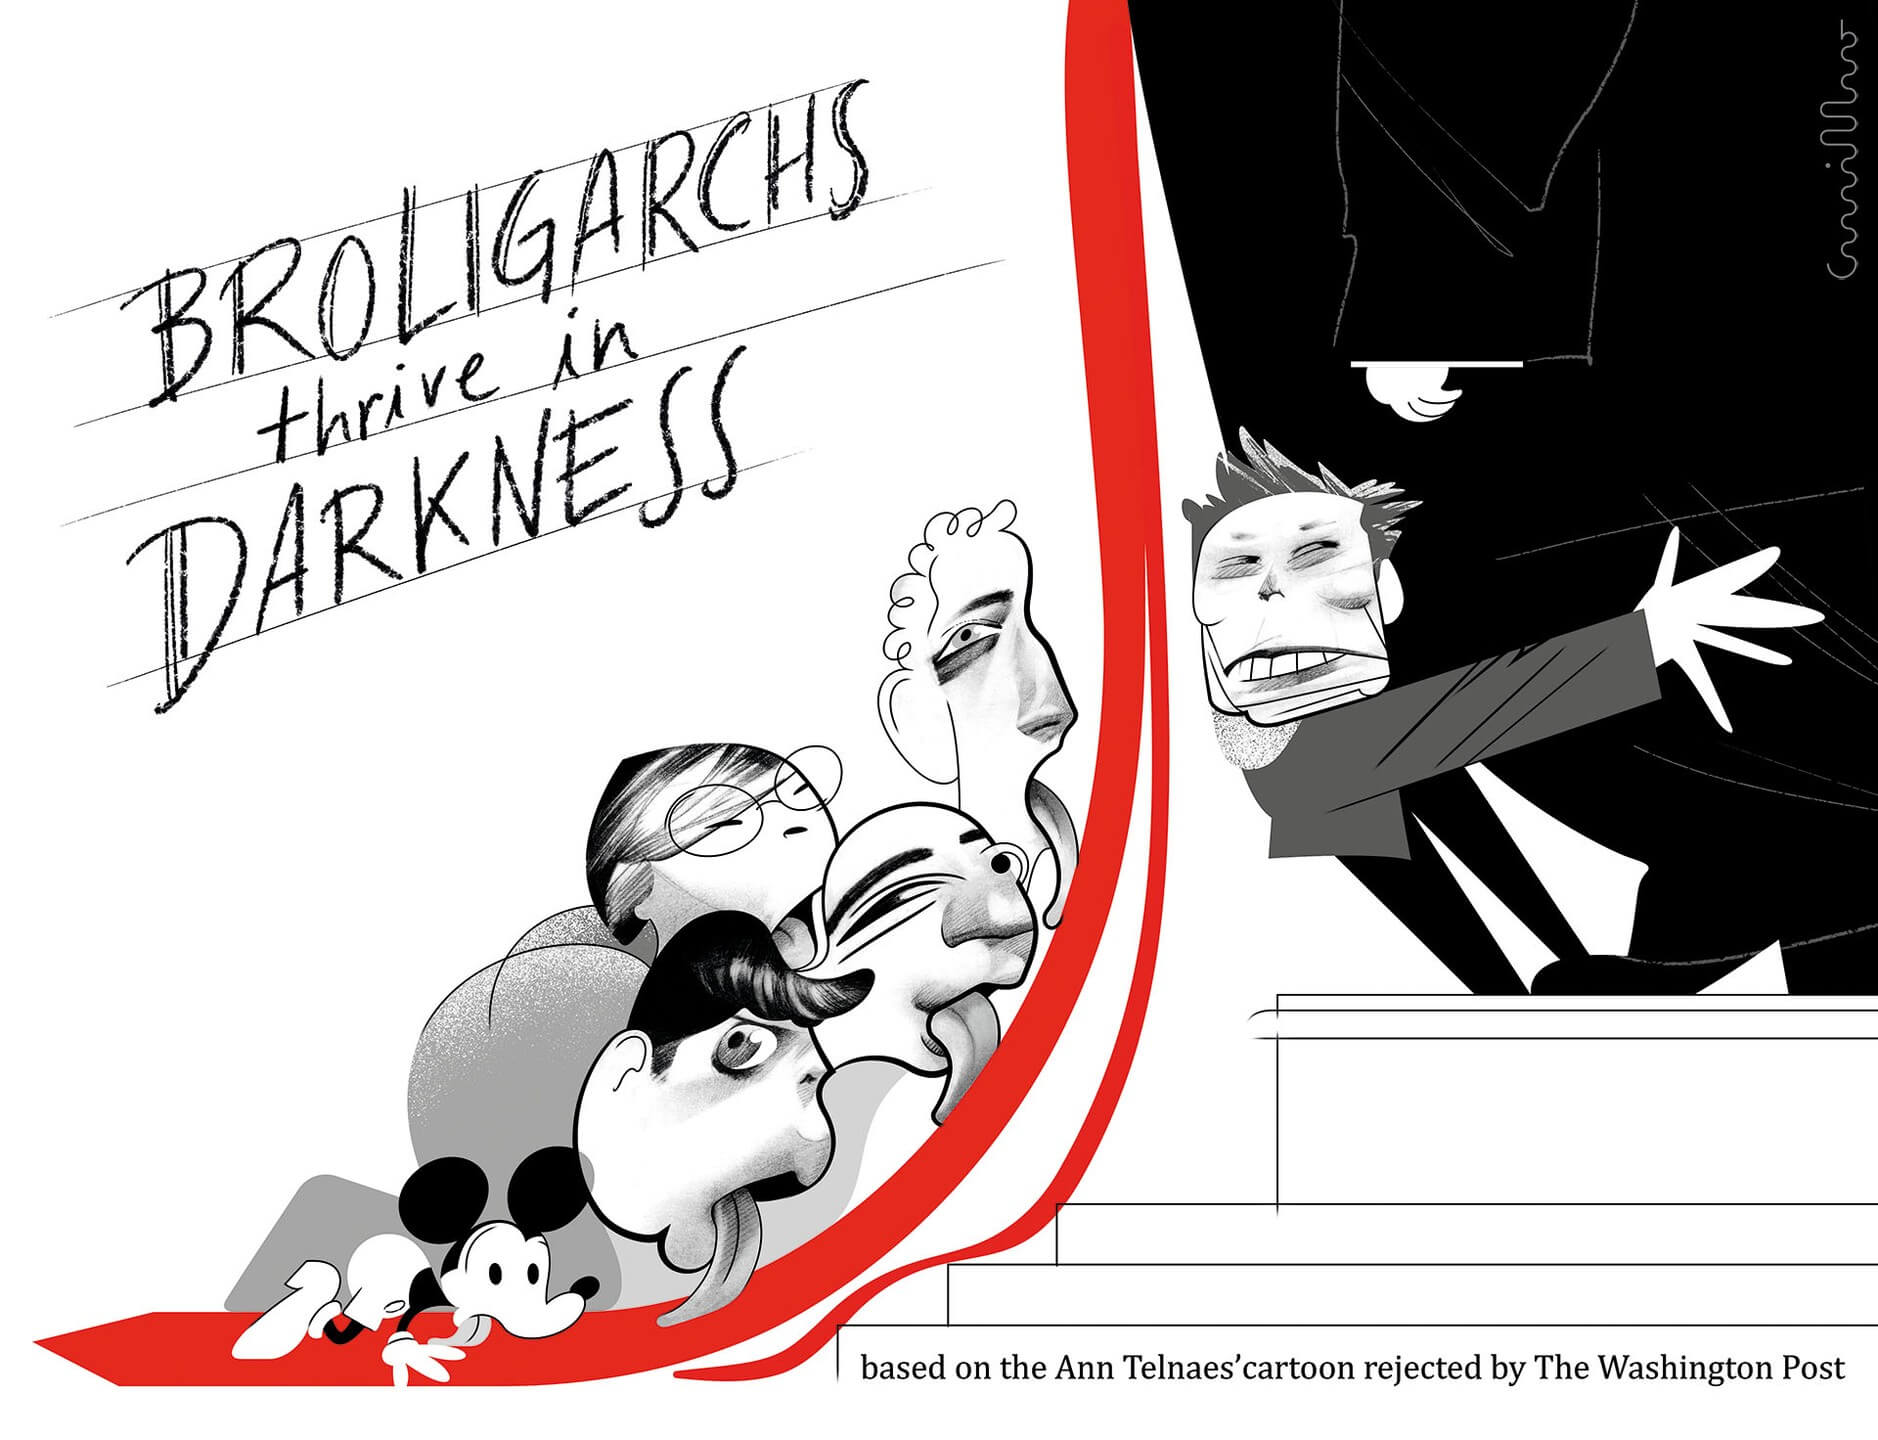 BROLIGARCHS
thrive in
DARKNESS
based on the Ann Telnaes’cartoon rejected by The Washington Post